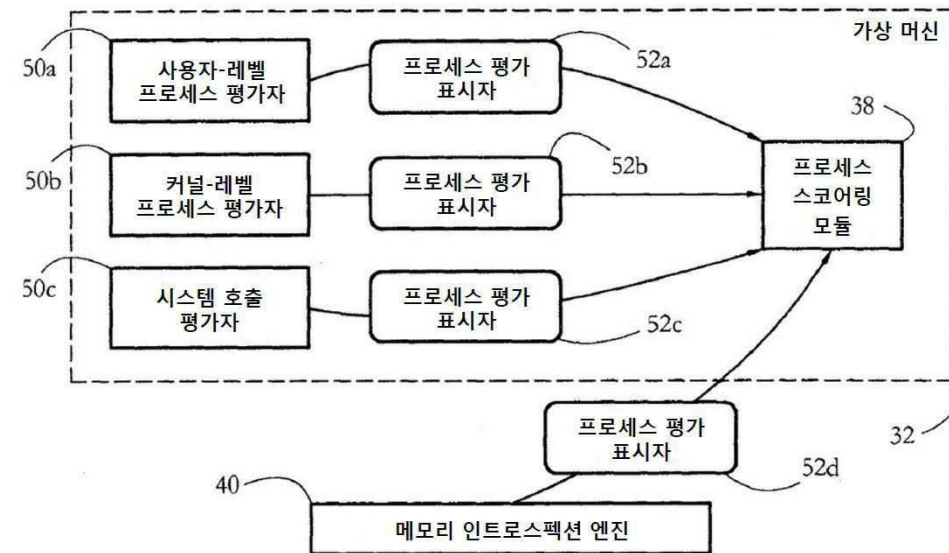 가상 머신
50a
사용자-레벨
프로세스 평가자
프로세스 평가
표시자
52a
38
50b
커널-레벨
프로세스 평가자
프로세스 평가
표시자
52b
프로세스
스코어링
모듈
50c
시스템 호출
평가자
프로세스 평가
표시자
52c
프로세스 평가
표시자
32
52d
40
메모리 인트로스펙션 엔진